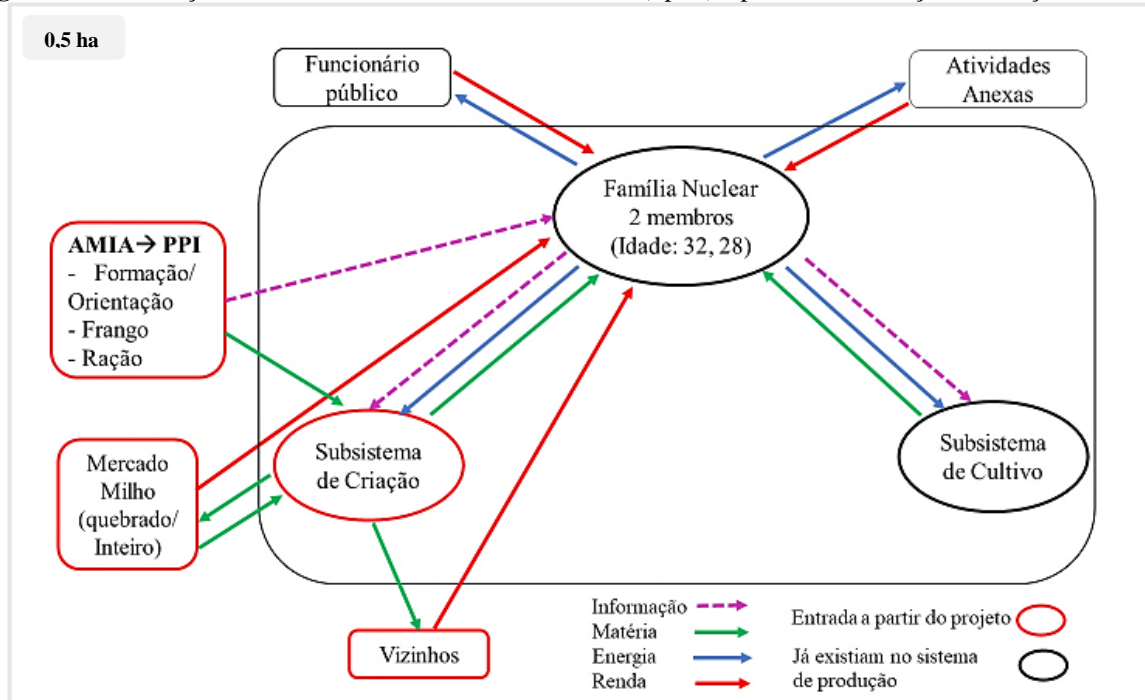 0,5 ha
Funcionário
público
Atividades
Anexas
Família Nuclear
2 membros
(Idade: 32, 28)
AMIA→ PPI
- Formação/
Orientação
- Frango
- Ração
Mercado
Milho
(quebrado/
Inteiro)
Subsistema
de Criação
Subsistema
de Cultivo
Vizinhos
Informação
Matéria
Energia
Renda
Entrada a partir do projeto
Já existiam no sistema
de produção